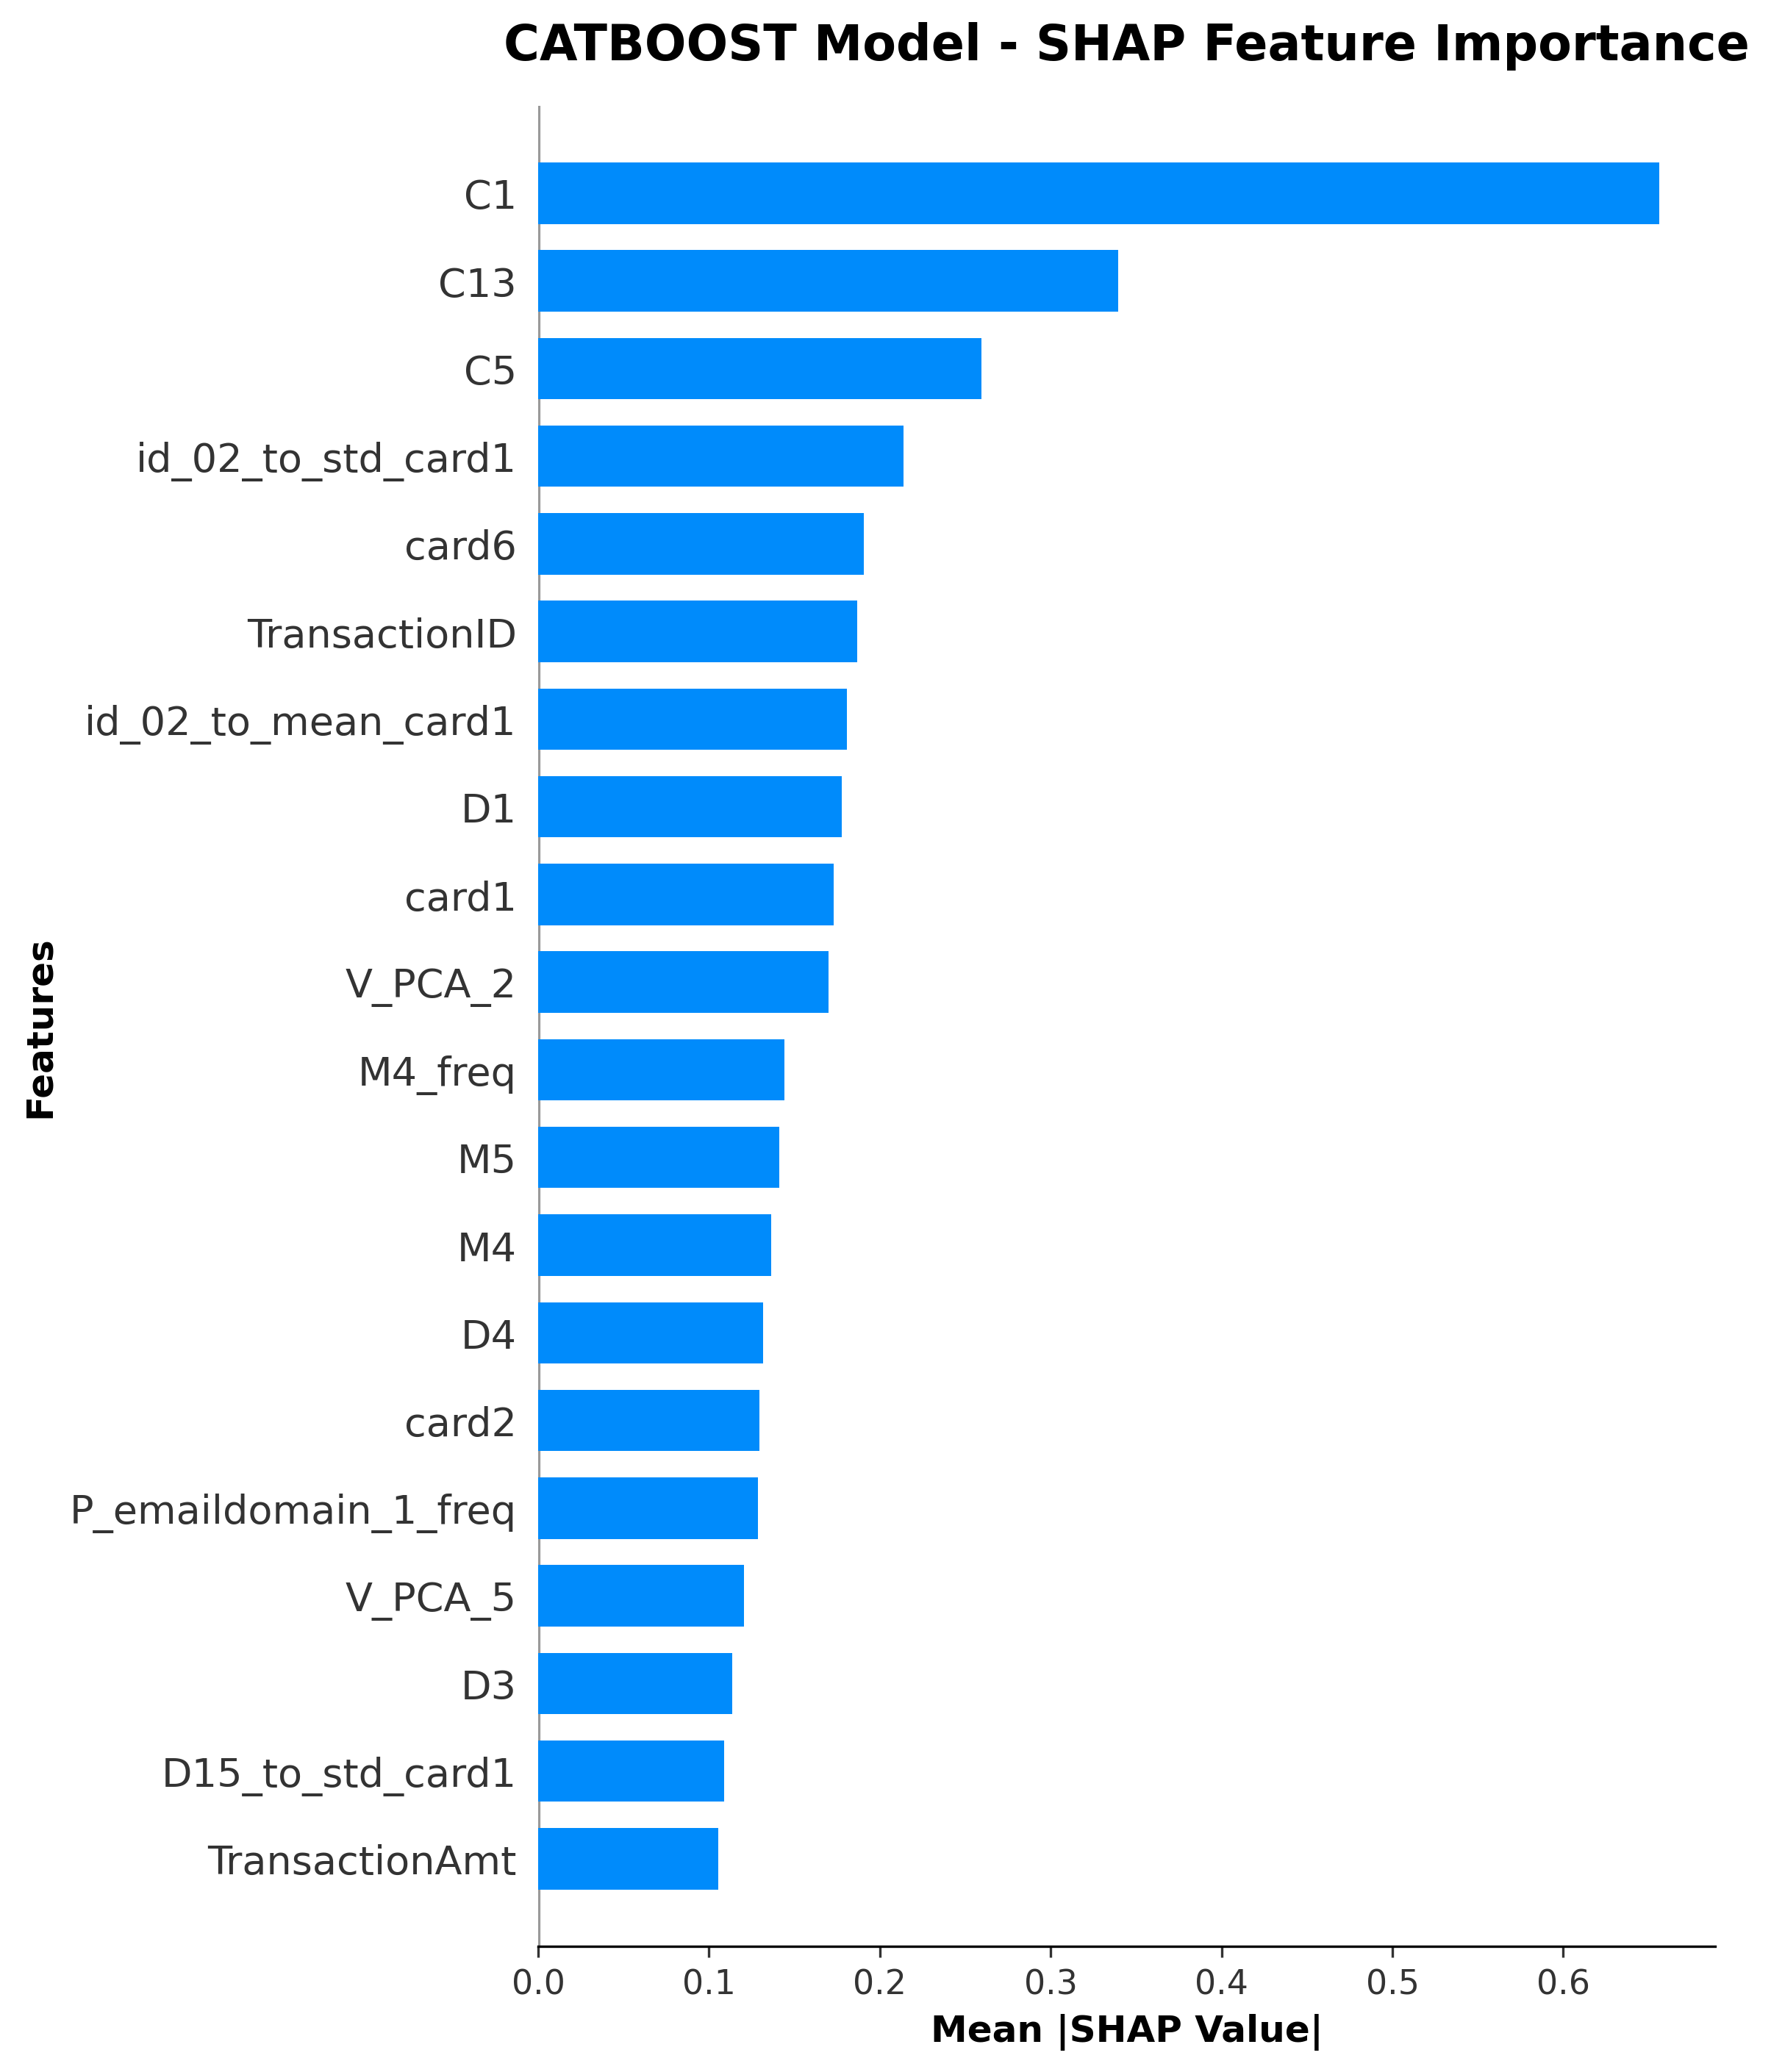 CATBOOST Model - SHAP Feature Importance
C1
C13
C5
id_02_to_std_card1
card6
TransactionID
id_02_to_mean_card1
D1
card1
V_PCA_2
M4_freq
M5
M4
D4
card2
P_emaildomain_1_freq
V_PCA_5
D3
D15_to_std_card1
TransactionAmt
Features
0.0 0.1 0.2 0.3 0.4 0.5 0.6
Mean |SHAP Value|